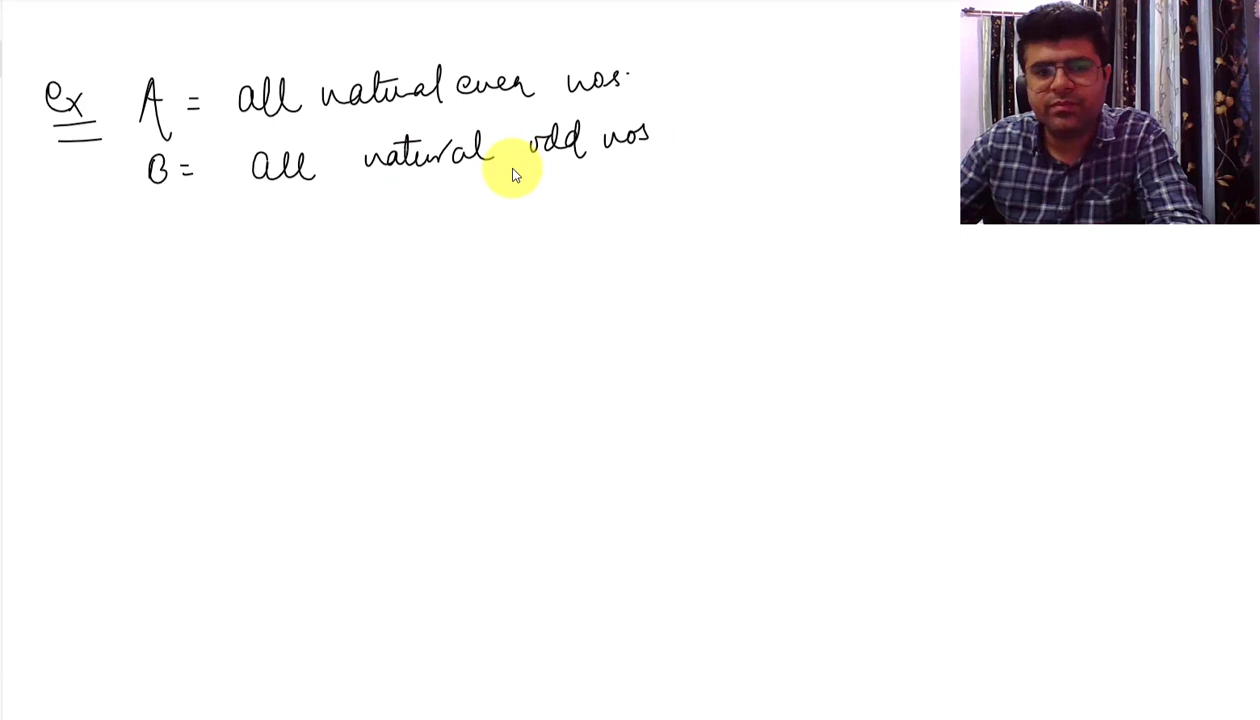 ex A = all natural even nos.
B = all natural odd nos